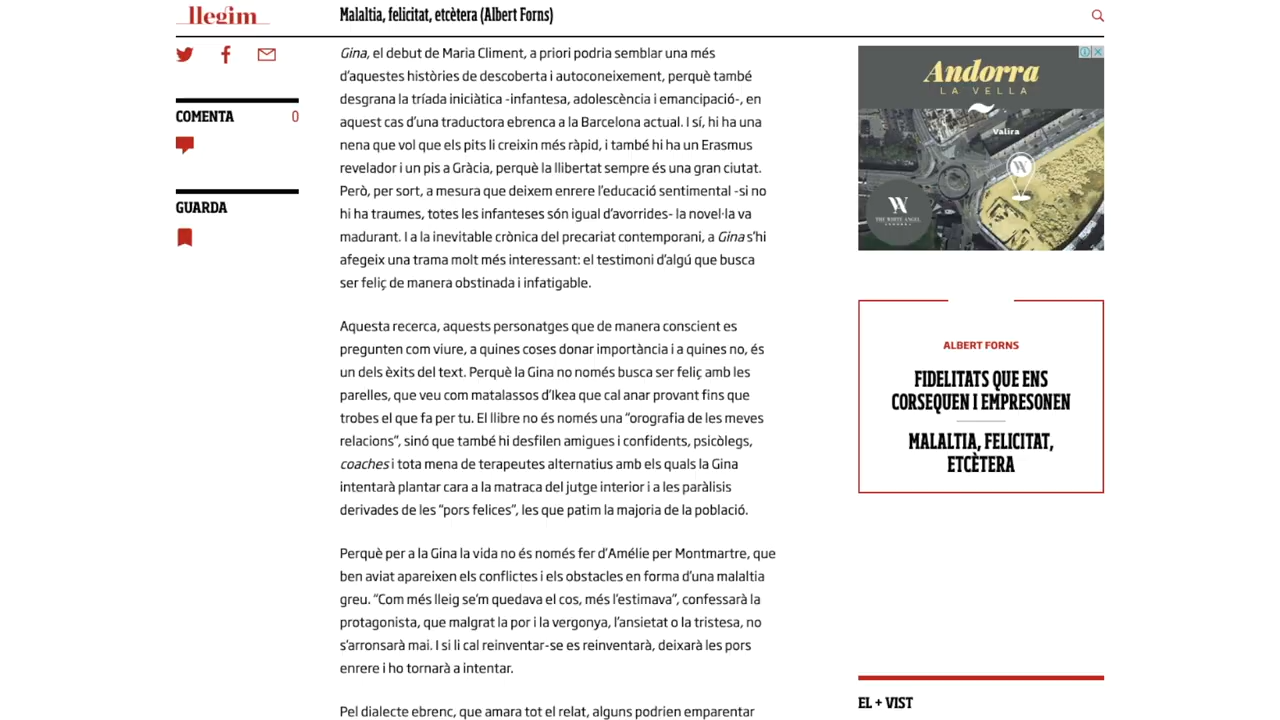 llegim
Malaltia, felicitat, etcètera (Albert Forns)
COMENTA 0
GUARDA
Gina, el debut de Maria Climent, a priori podria semblar una més
d'aquestes històries de descoberta i autoconeixement, perquè també
desgrana la tríada iniciàtica -infantesa, adolescència i emancipació-, en
aquest cas d'una traductora ebrenca a la Barcelona actual. I sí, hi ha una
nena que vol que els pits li creixin més ràpid, i també hi ha un Erasmus
revelador i un pis a Gràcia, perquè la llibertat sempre és una gran ciutat.
Però, per sort, a mesura que deixem enrere l'educació sentimental -si no
hi ha traumes, totes les infanteses són igual d'avorrides- la novel·la va
madurant. I a la inevitable crònica del precariat contemporani, a Gina s'hi
afegeix una trama molt més interessant: el testimoni d'algú que busca
ser feliç de manera obstinada i infatigable.
Aquesta recerca, aquests personatges que de manera conscient es
pregunten com viure, a quines coses donar importància i a quines no, és
un dels èxits del text. Perquè la Gina no només busca ser feliç amb les
parelles, que veu com matalassos d'Ikea que cal anar provant fins que
trobes el que fa per tu. El llibre no és només una "orografia de les meves
relacions", sinó que també hi desfilen amigues i confidents, psicòlegs,
coaches i tota mena de terapeutes alternatius amb els quals la Gina
intentarà plantar cara a la matraca del jutge interior i a les paràlisis
derivades de les "pors felices", les que patim la majoria de la població.
Perquè per a la Gina la vida no és només fer d'Amélie per Montmartre, que
ben aviat apareixen els conflictes i els obstacles en forma d'una malaltia
greu. "Com més lleig se'm quedava el cos, més l'estimava", confessarà la
protagonista, que malgrat la por i la vergonya, l'ansietat o la tristesa, no
s'arronsarà mai. I si li cal reinventar-se es reinventarà, deixarà les pors
enrere i ho tornarà a intentar.
Pel dialecte ebrenc, que amara tot el relat, alguns podrien emparentar
Andorra
LA VELLA
Valira
THE WHITE ANGEL
ANDORRA
ALBERT FORNS
FIDELITATS QUE ENS
CORSEQUEN I EMPRESONEN
MALALTIA, FELICITAT,
ETCÈTERA
EL + VIST